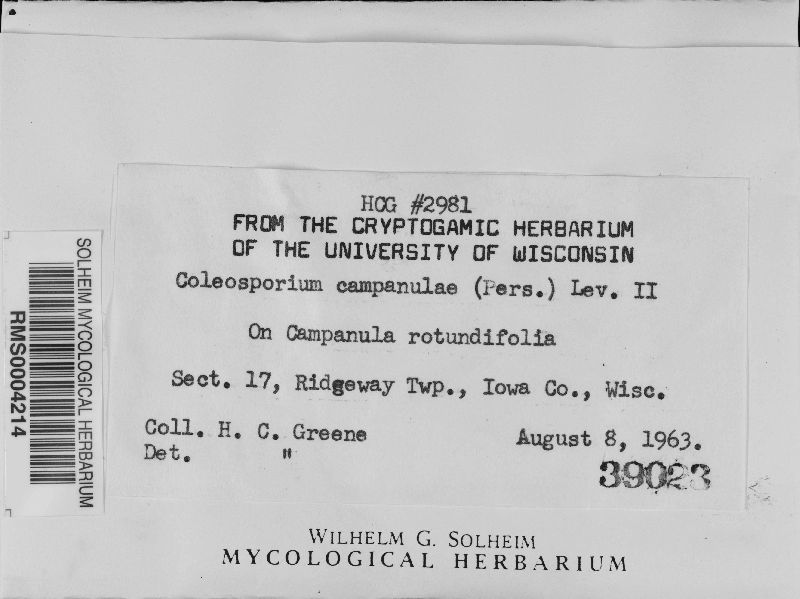 HCG #2981
FROM THE CRYPTOGAMIC HERBARIUM
OF THE UNIVERSITY OF WISCONSIN
Coleosporium campanulae (Pers.) Lev. II
On Campanula rotundifolia
Sect. 17, Ridgeway Twp., Iowa Co., Wisc.
Coll. H. C. Greene August 8, 1963.
Det. "
39023
SOLHEIM MYCOLOGICAL HERBARIUM
RMS0004214
WILHELM G. SOLHEIM
MYCOLOGICAL HERBARIUM